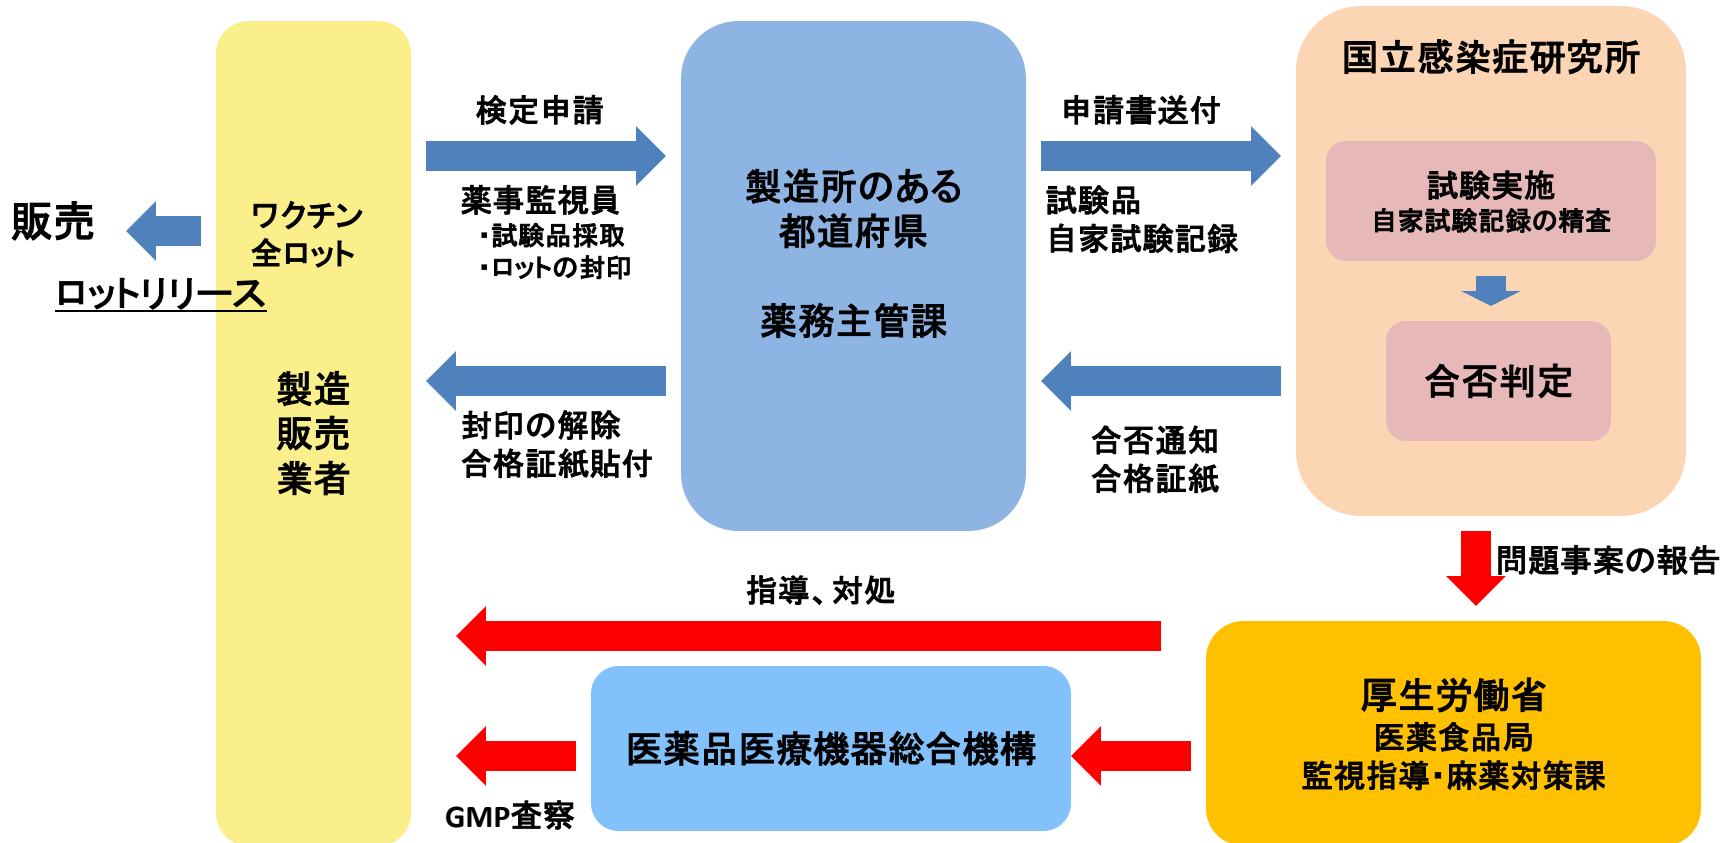 国立感染症研究所
検定申請
申請書送付
薬事監視員
・試験品採取
・ロットの封印
製造所のある
都道府県
薬務主管課
試験品
自家試験記録
試験実施
自家試験記録の精査
合否判定
販売
ワクチン
全ロット
ロットリリース
製造
販売
業者
封印の解除
合格証紙貼付
合否通知
合格証紙
問題事案の報告
指導、対処
厚生労働省
医薬食品局
監視指導・麻薬対策課
医薬品医療機器総合機構
GMP査察